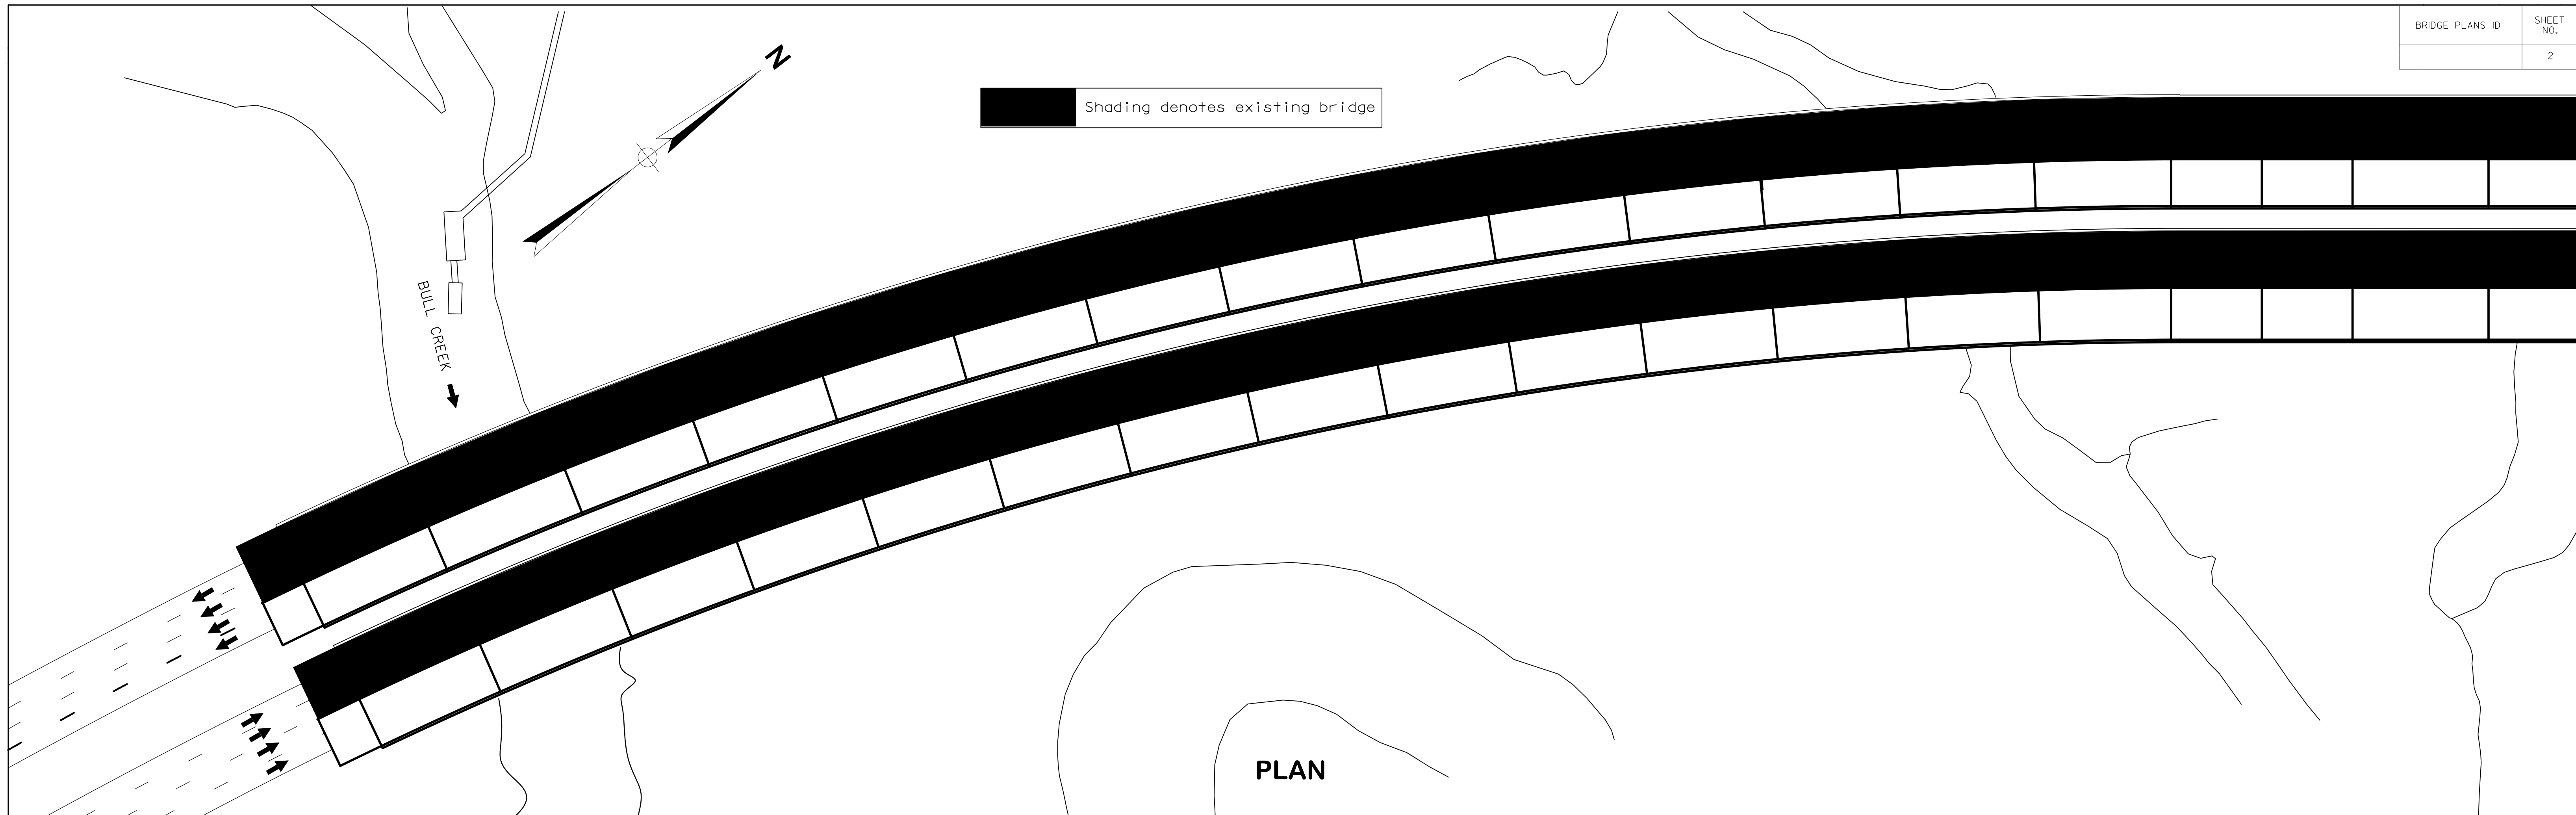 N
BRIDGE PLANS ID
SHEET
NO.
2
Shading denotes existing bridge
BULL CREEK
PLAN